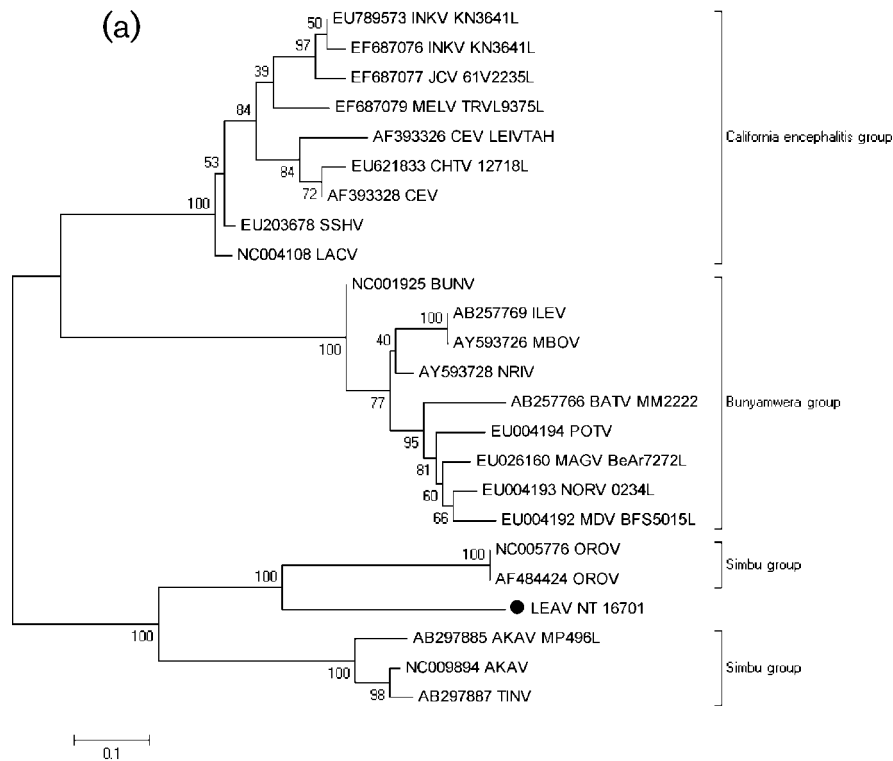 (a)
50
EU789573 INKV KN3641L
97
EF687076 INKV KN3641L
39
EF687077 JCV 61V2235L
84
EF687079 MELV TRVL9375L
AF393326 CEV LEIVTAH
California encephalitis group
53
84
EU621833 CHTV 12718L
72
AF393328 CEV
100
EU203678 SSHV
NC004108 LACV
NC001925 BUNV
100
AB257769 ILEV
100
40
AY593726 MBOV
AY593728 NRIV
77
AB257766 BATV MM2222
Bunyamwera group
95
EU004194 POTV
81
EU026160 MAGV BeAr7272L
60
EU004193 NORV 0234L
66
EU004192 MDV BFS5015L
100
NC005776 OROV
Simbu group
100
AF484424 OROV
LEAV NT 16701
100
AB297885 AKAV MP496L
100
NC009894 AKAV
Simbu group
98
AB297887 TINV
0.1